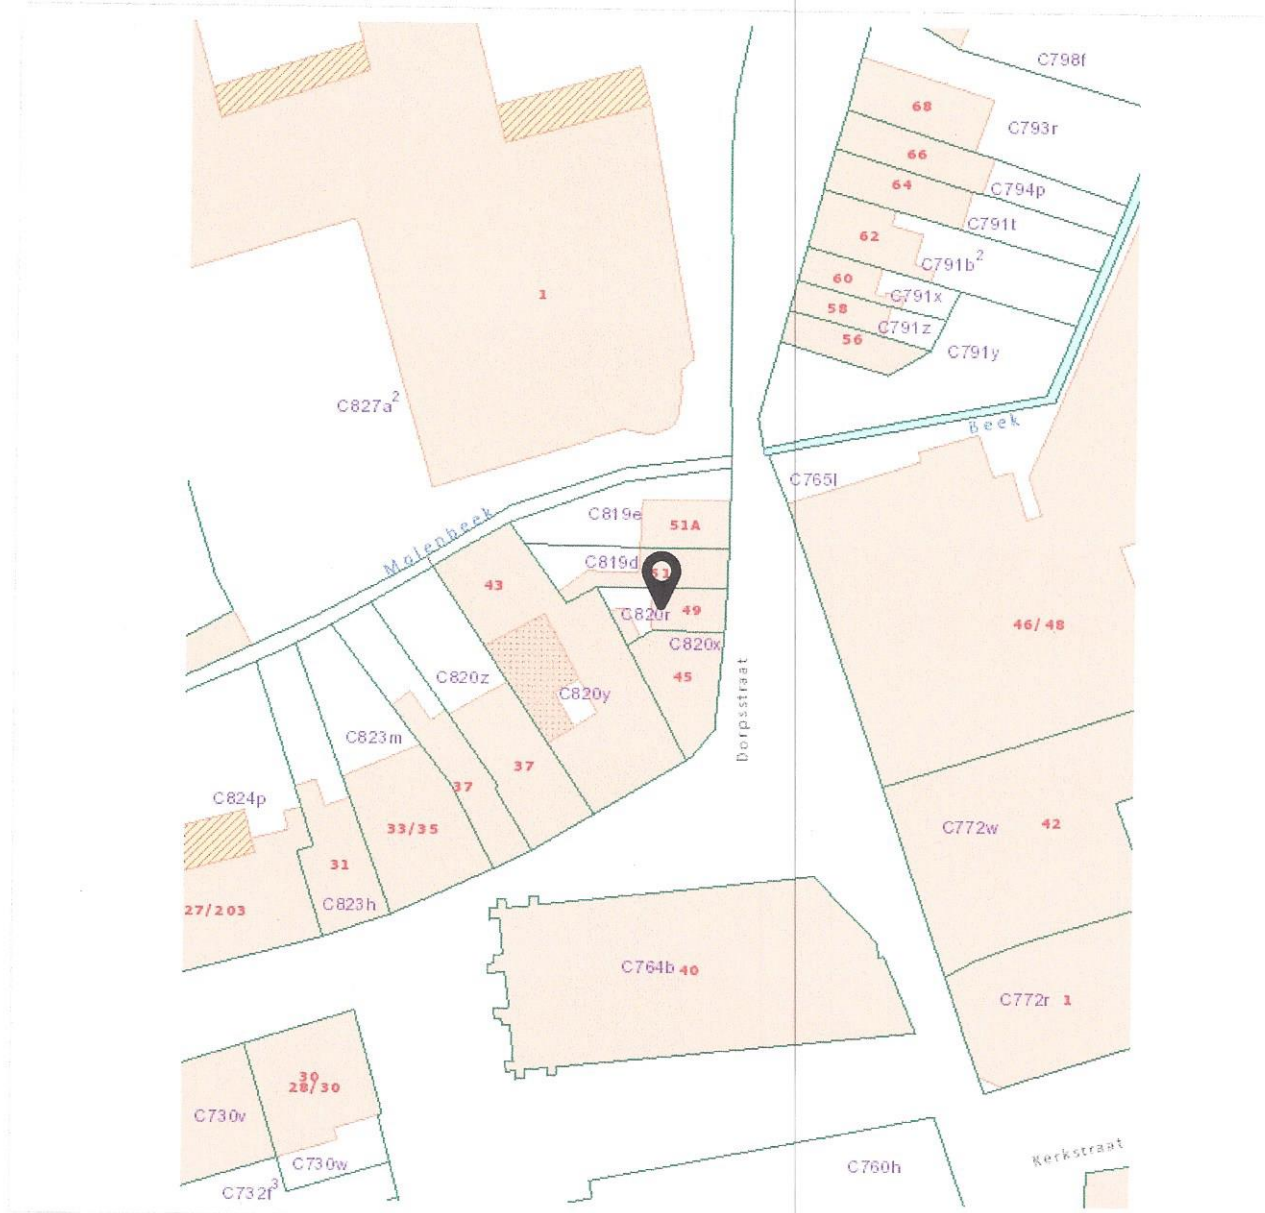 C798f
68
C793r
66
64
C794p
C791t
62
C791b²
60
C791x
58
C791z
56
C791y
1
C827a²
Beek
C765l
Molenbeek
C819e
51A
C819d
51
43
C820r
49
C820x
45
46/48
C820z
C820y
Dorpsstraat
C823m
37
37
C824p
33/35
C772w
42
31
C823h
27/203
C764b
40
C772r
1
30
28/30
C730v
C730w
C732f³
C760h
Kerkstraat